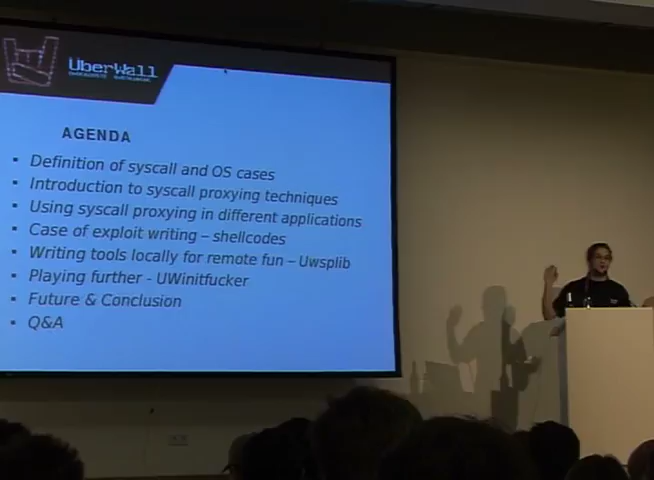 UberWall
AGENDA
Definition of syscall and OS cases
Introduction to syscall proxying techniques
Using syscall proxying in different applications
Case of exploit writing – shellcodes
Writing tools locally for remote fun – Uwsplib
Playing further - UWinitfucker
Future & Conclusion
Q&A